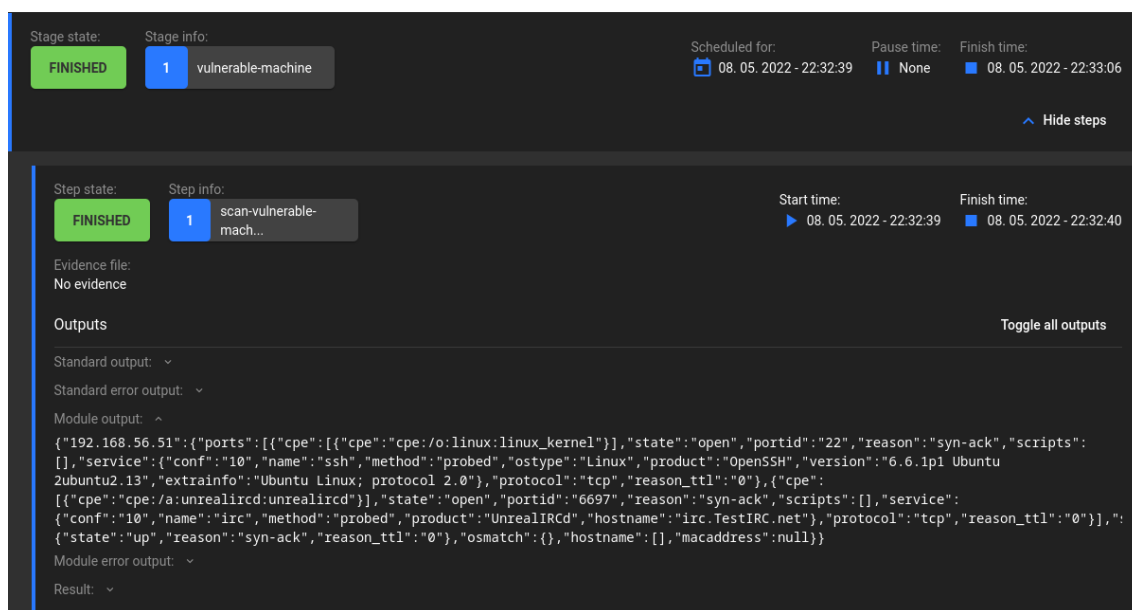 Stage state: Stage info:
FINISHED 1 vulnerable-machine
Scheduled for: Pause time: Finish time:
08. 05. 2022 - 22:32:39 None 08. 05. 2022 - 22:33:06
Hide steps
Step state: Step info:
FINISHED 1 scan-vulnerable-
mach...
Start time: Finish time:
08. 05. 2022 - 22:32:39 08. 05. 2022 - 22:32:40
Evidence file:
No evidence
Outputs Toggle all outputs
Standard output:
Standard error output:
Module output:
{"192.168.56.51":{"ports":[{"cpe":[{"cpe":"cpe:/o:linux:linux_kernel"}],"state":"open","portid":"22","reason":"syn-ack","scripts":
[],"service":{"conf":"10","name":"ssh","method":"probed","ostype":"Linux","product":"OpenSSH","version":"6.6.1p1 Ubuntu
2ubuntu2.13","extrainfo":"Ubuntu Linux; protocol 2.0"},"protocol":"tcp","reason_ttl":"0"},{"cpe":
[{"cpe":"cpe:/a:unrealircd:unrealircd"}],"state":"open","portid":"6697","reason":"syn-ack","scripts":[],"service":
{"conf":"10","name":"irc","method":"probed","product":"UnrealIRCd","hostname":"irc.TestIRC.net"},"protocol":"tcp","reason_ttl":"0"}],"
{"state":"up","reason":"syn-ack","reason_ttl":"0"},"osmatch":{},"hostname":[],"macaddress":null}}
Module error output:
Result: